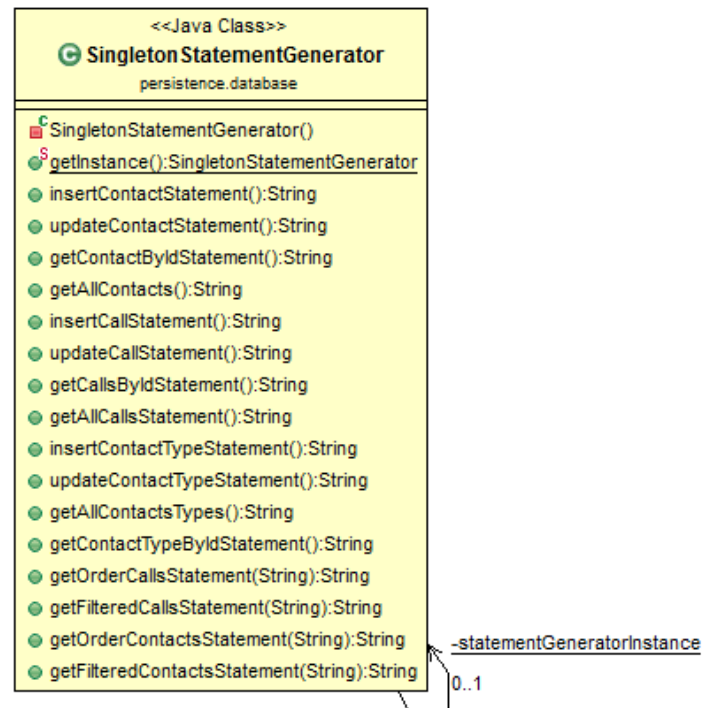 <<Java Class>>
SingletonStatementGenerator
persistence.database
SingletonStatementGenerator()
getInstance():SingletonStatementGenerator
insertContactStatement():String
updateContactStatement():String
getContactByIdStatement():String
getAllContacts():String
insertCallStatement():String
updateCallStatement():String
getCallsByIdStatement():String
getAllCallsStatement():String
insertContactTypeStatement():String
updateContactTypeStatement():String
getAllContactsTypes():String
getContactTypeByIdStatement():String
getOrderCallsStatement(String):String
getFilteredCallsStatement(String):String
getOrderContactsStatement(String):String
getFilteredContactsStatement(String):String
-statementGeneratorInstance
0..1